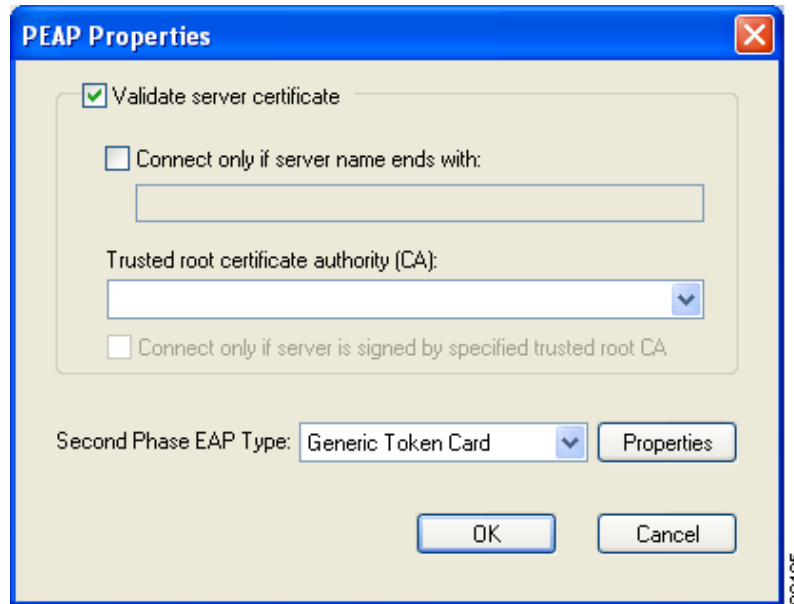 PEAP Properties
Validate server certificate
Connect only if server name ends with:
Trusted root certificate authority (CA):
Connect only if server is signed by specified trusted root CA
Second Phase EAP Type: Generic Token Card Properties
OK Cancel